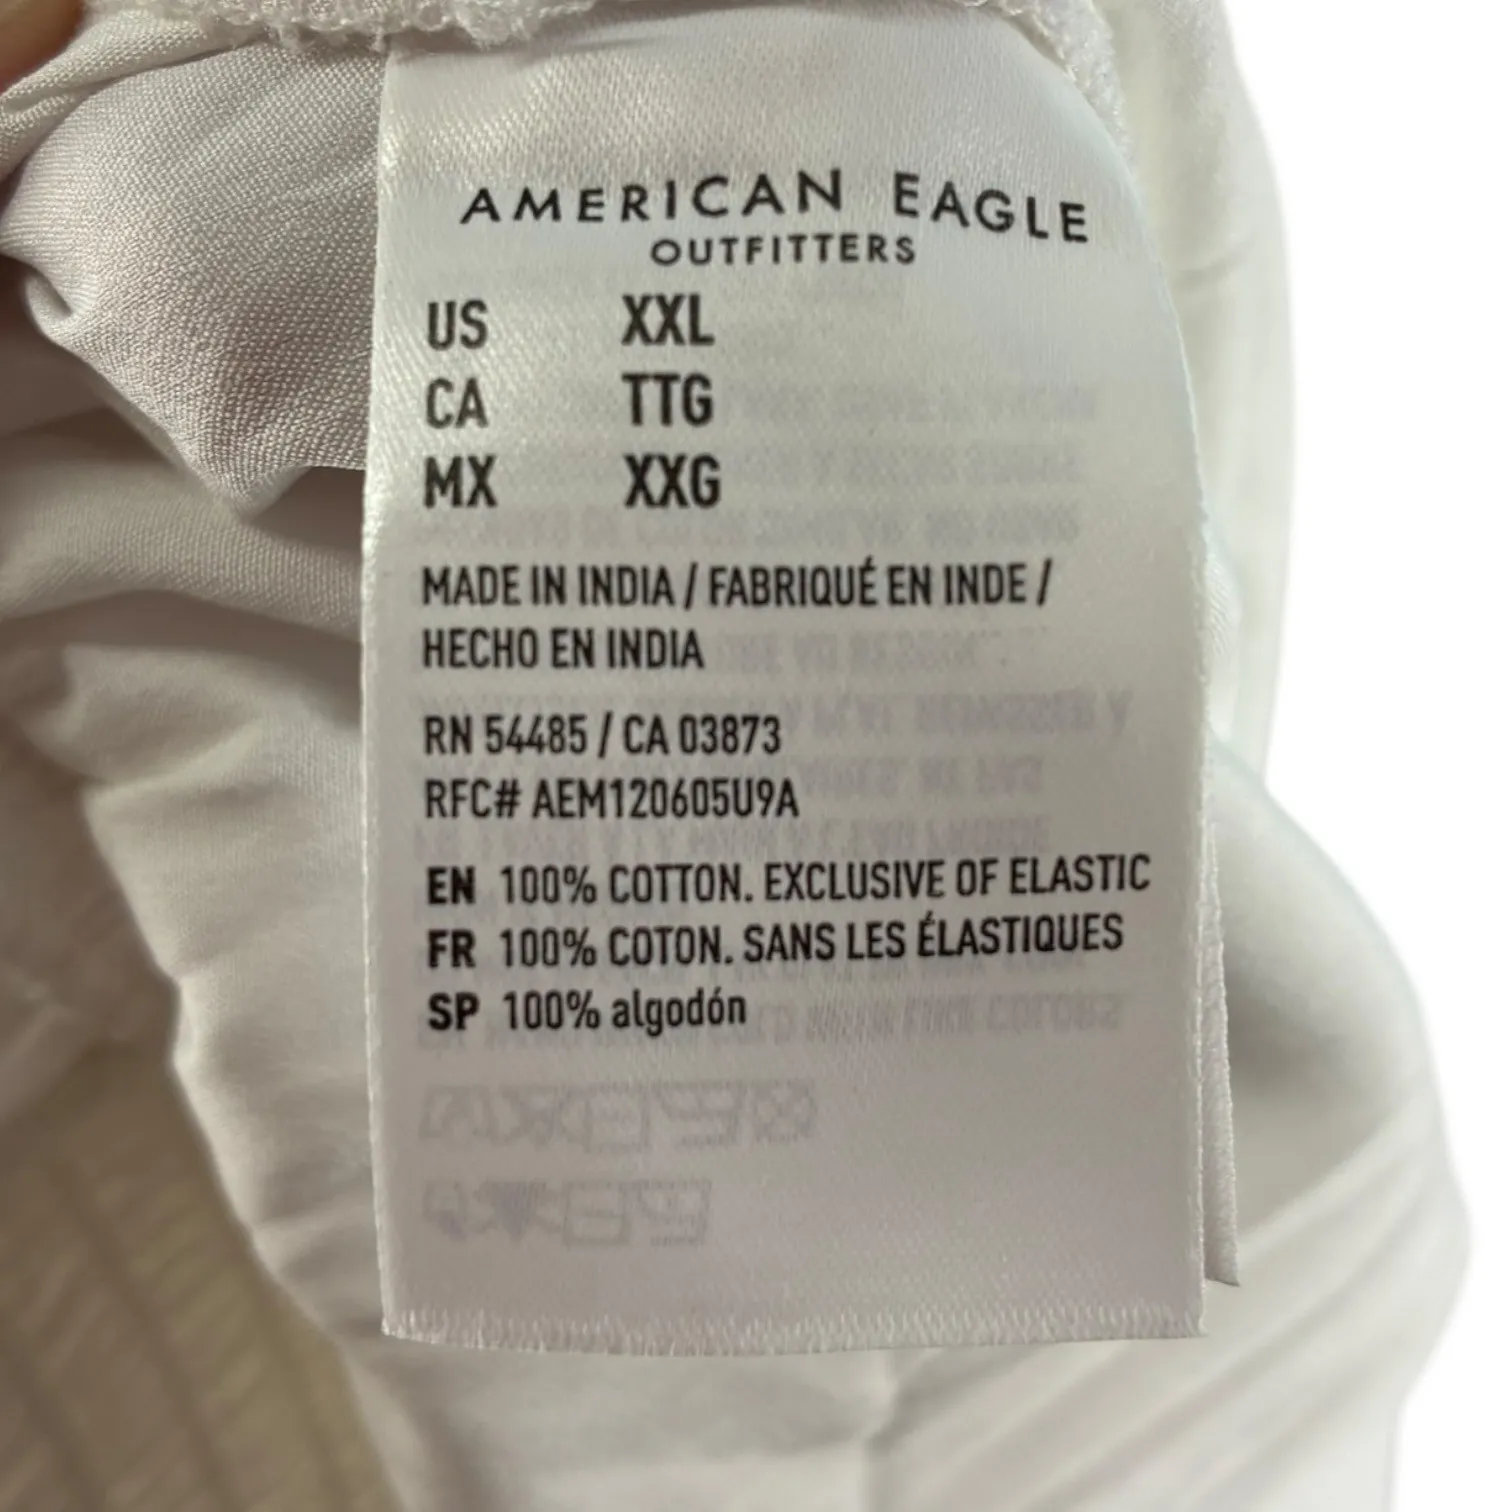 AMERICAN EAGLE
OUTFITTERS
US XXL
CA TTG
MX XXG
MADE IN INDIA / FABRIQUÉ EN INDE /
HECHO EN INDIA
RN 54485 / CA 03873
RFC# AEM120605U9A
EN 100% COTTON. EXCLUSIVE OF ELASTIC
FR 100% COTON. SANS LES ÉLASTIQUES
SP 100% algodón